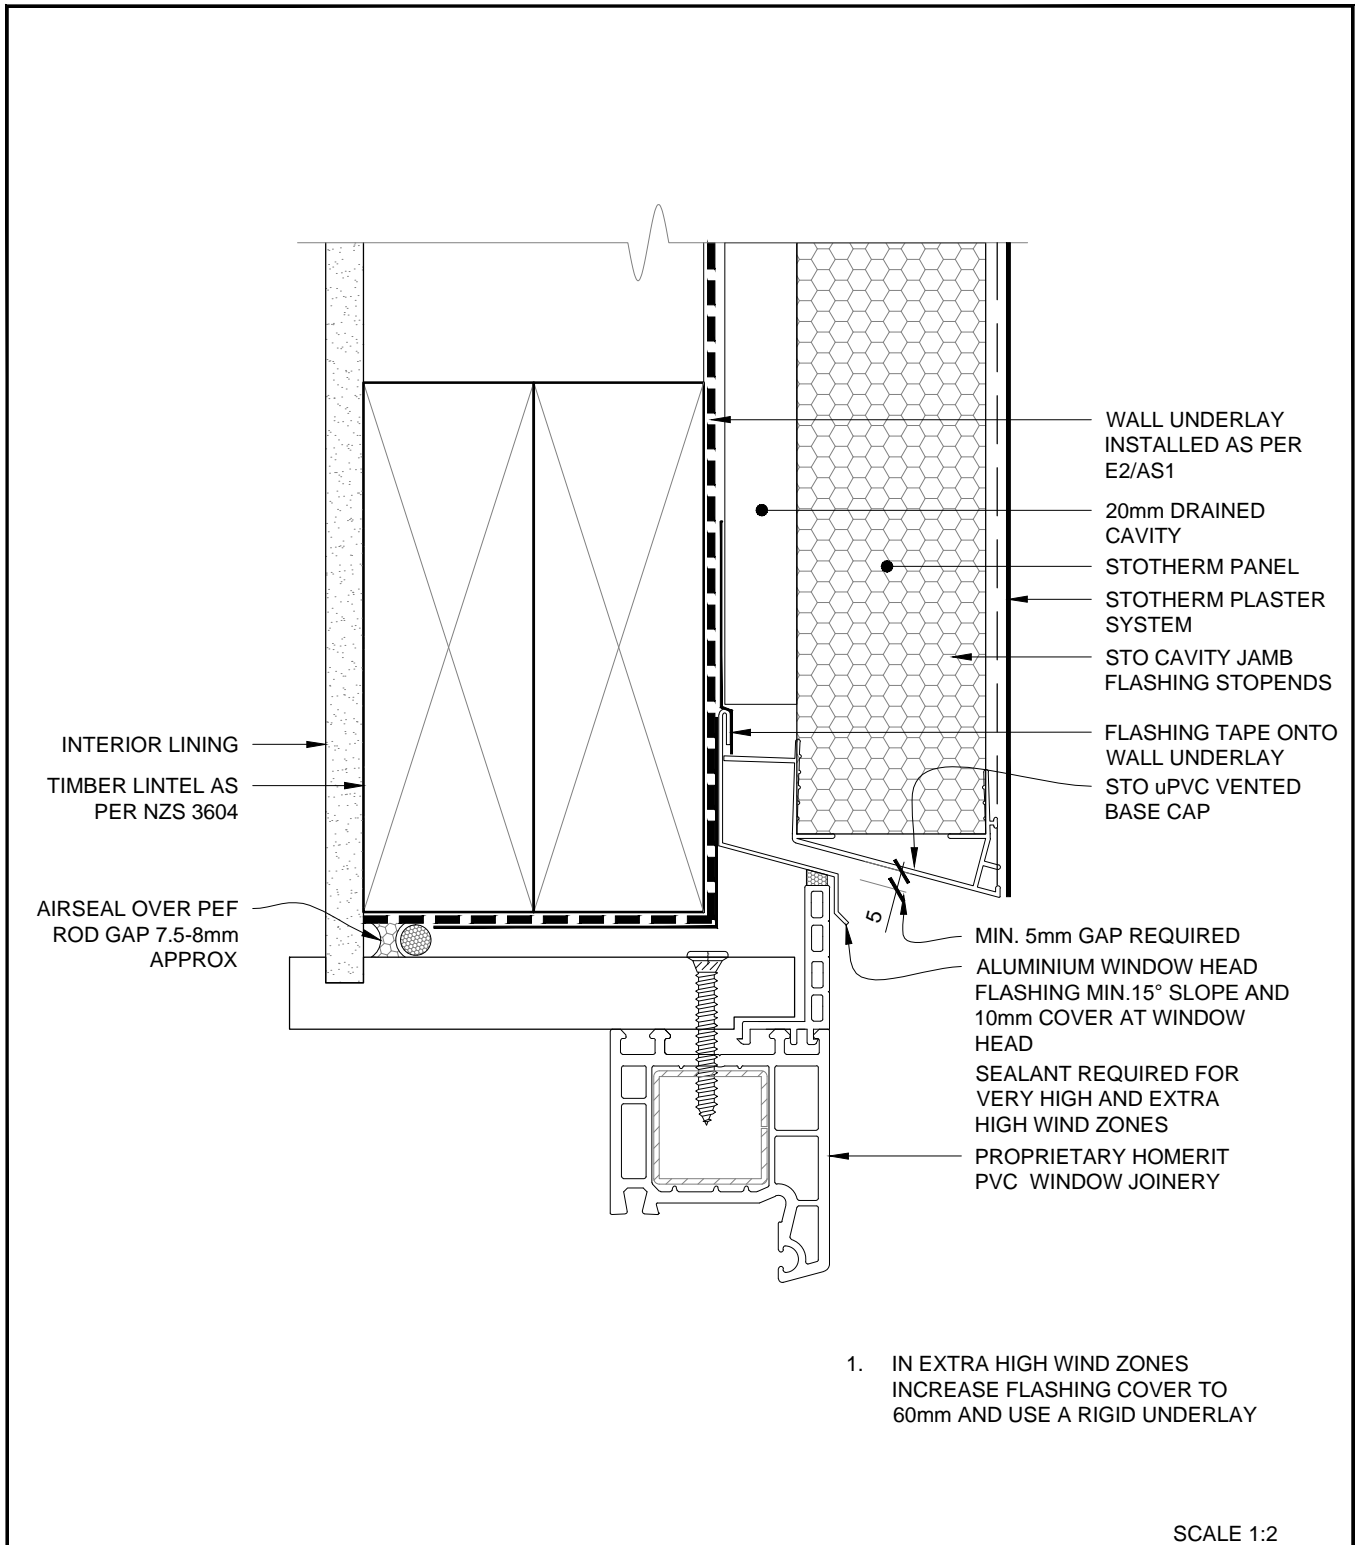 WALL UNDERLAY
INSTALLED AS PER
E2/AS1
20mm DRAINED
CAVITY
STOTHERM PANEL
STOTHERM PLASTER
SYSTEM
STO CAVITY JAMB
FLASHING STOPENDS
FLASHING TAPE ONTO
WALL UNDERLAY
STO uPVC VENTED
BASE CAP
INTERIOR LINING
TIMBER LINTEL AS
PER NZS 3604
AIRSEAL OVER PEF
ROD GAP 7.5-8mm
APPROX
5
MIN. 5mm GAP REQUIRED
ALUMINIUM WINDOW HEAD
FLASHING MIN.15° SLOPE AND
10mm COVER AT WINDOW
HEAD
SEALANT REQUIRED FOR
VERY HIGH AND EXTRA
HIGH WIND ZONES
PROPRIETARY HOMERIT
PVC WINDOW JOINERY
1. IN EXTRA HIGH WIND ZONES
INCREASE FLASHING COVER TO
60mm AND USE A RIGID UNDERLAY
SCALE 1:2